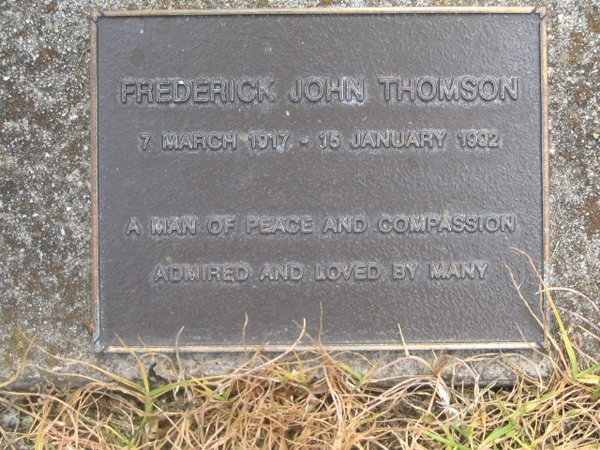 FREDERICK JOHN THOMSON
7 MARCH 1917 - 15 JANUARY 1992
A MAN OF PEACE AND COMPASSION
ADMIRED AND LOVED BY MANY